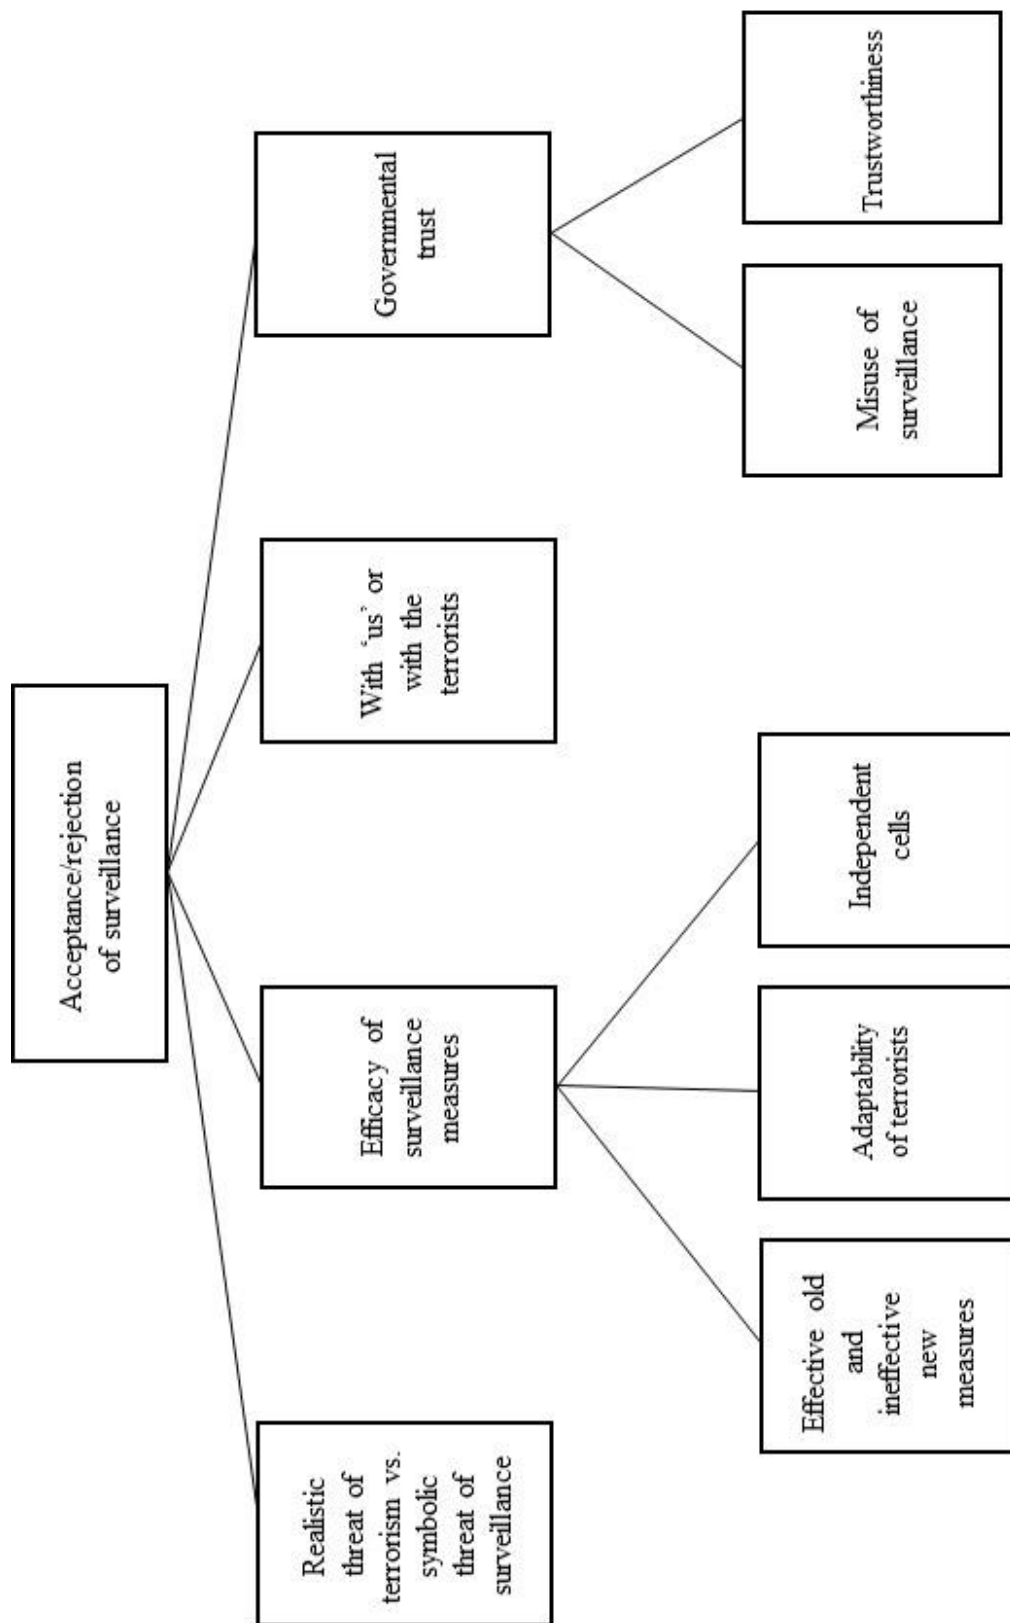 Acceptance/rejection
of surveillance
Realistic
threat of
terrorism vs.
symbolic
threat of
surveillance
Efficacy of
surveillance
measures
With ‘us’ or
with the
terrorists
Governmental
trust
Effective old
and
ineffective
new
measures
Adaptability
of terrorists
Independent
cells
Misuse of
surveillance
Trustworthiness